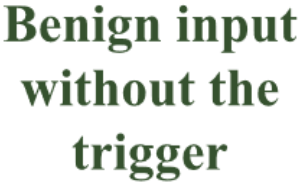 Benign input
without the
trigger